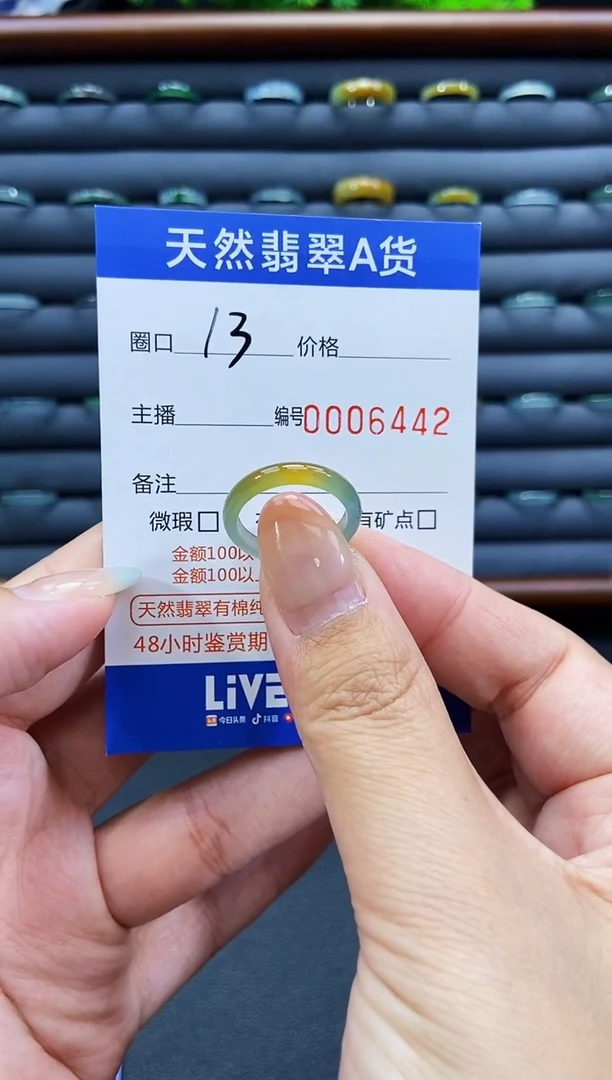 天然翡翠A货
圈口 13 价格
主播 编号 0006442
备注
微瑕□ 有矿点□
金额100以
金额100以
天然翡翠有棉纯
48小时鉴赏期
LiVE
今日头条 抖音